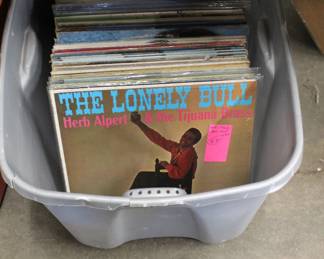 THE LONELY BULL
Herb Alpert & the Tijuana Brass